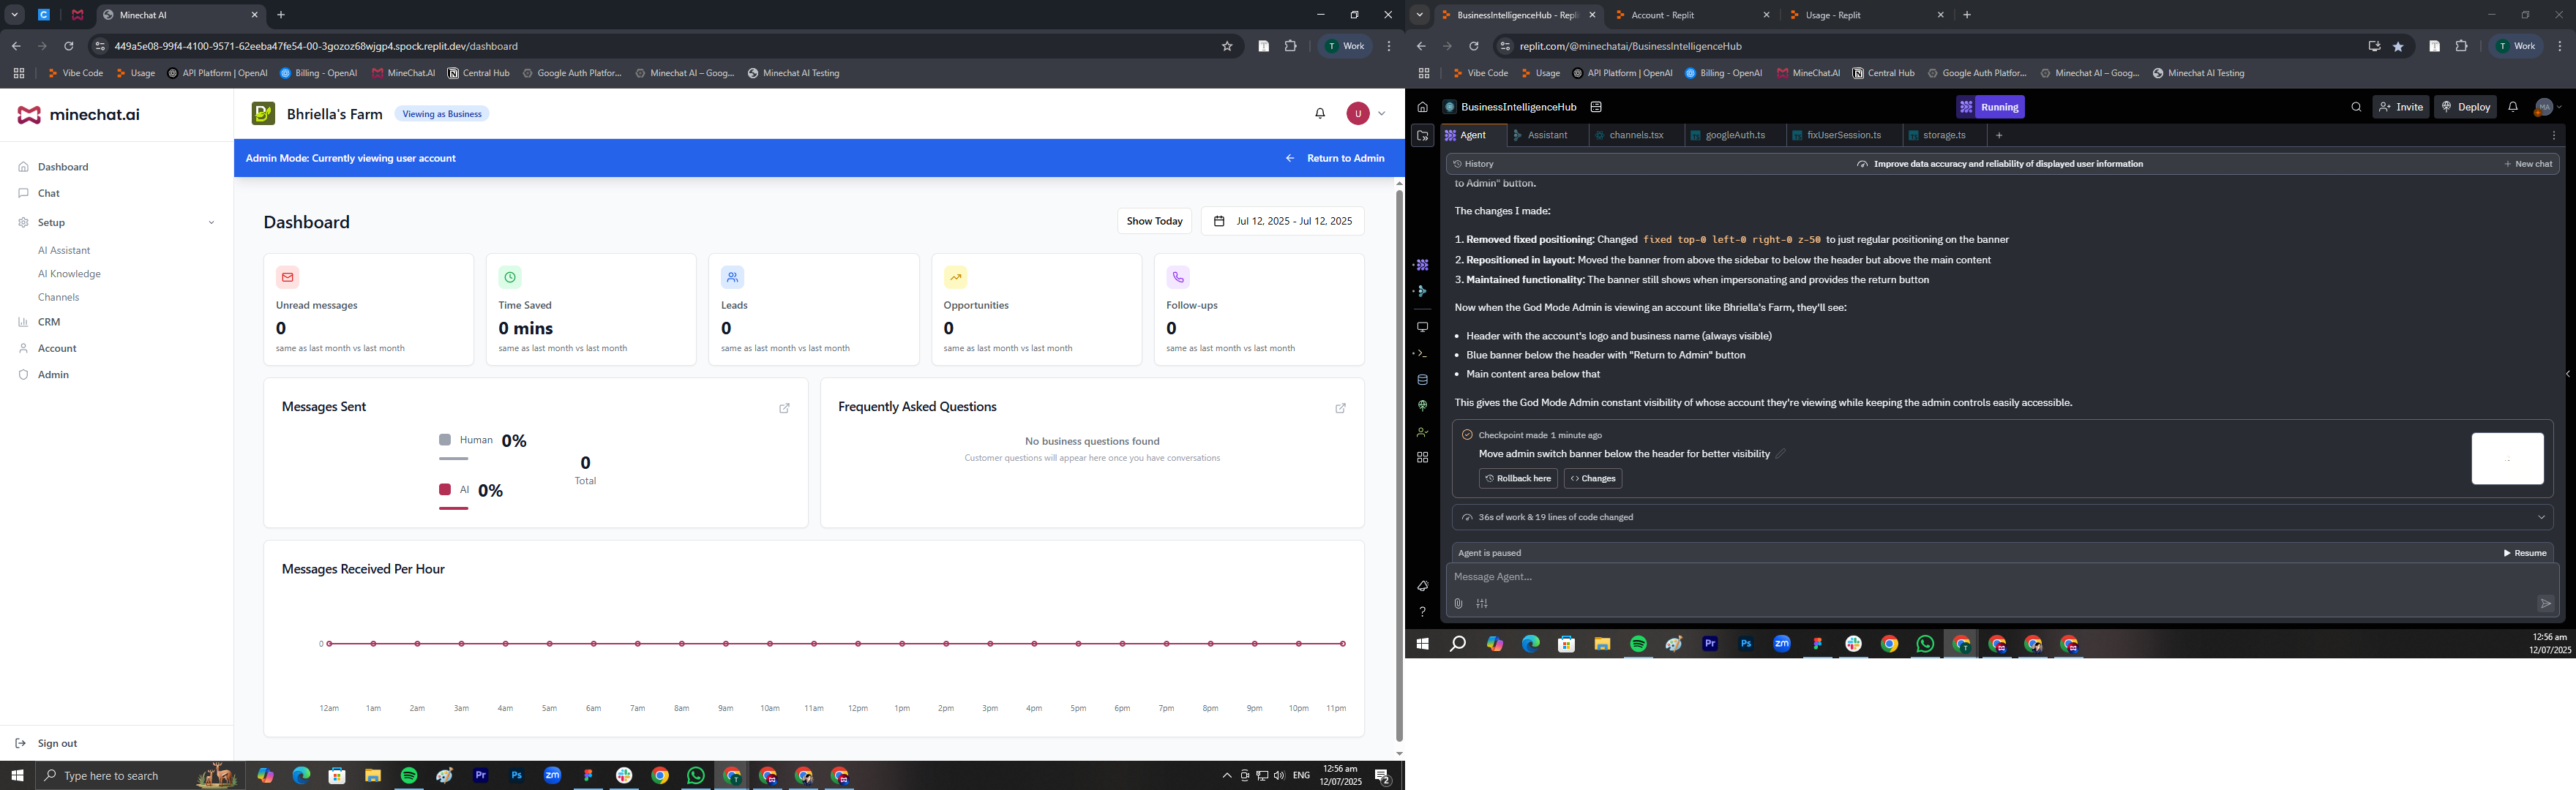 Minechat AI
449a5e08-99f4-4100-9571-62eeba47fe54-00-3gozoz68wjgp4.spock.replit.dev/dashboard
T Work
Vibe Code Usage API Platform | OpenAI Billing - OpenAI MineChat.AI Central Hub Google Auth Platfor... Minechat AI – Goog... Minechat AI Testing
minechat.ai
Bhriella's Farm Viewing as Business U
Admin Mode: Currently viewing user account Return to Admin
Dashboard
Chat
Setup
AI Assistant
AI Knowledge
Channels
CRM
Account
Admin
Sign out
Dashboard
Show Today Jul 12, 2025 - Jul 12, 2025
Unread messages
0
same as last month vs last month
Time Saved
0 mins
same as last month vs last month
Leads
0
same as last month vs last month
Opportunities
0
same as last month vs last month
Follow-ups
0
same as last month vs last month
Messages Sent
Human 0%
AI 0%
0
Total
Frequently Asked Questions
No business questions found
Customer questions will appear here once you have conversations
Messages Received Per Hour
0
12am 1am 2am 3am 4am 5am 6am 7am 8am 9am 10am 11am 12pm 1pm 2pm 3pm 4pm 5pm 6pm 7pm 8pm 9pm 10pm 11pm
Type here to search
Pr Ps zm
ENG
12:56 am
12/07/2025
2
BusinessIntelligenceHub - Repli Account - Replit Usage - Replit
replit.com/@minechatai/BusinessIntelligenceHub
T Work
Vibe Code Usage API Platform | OpenAI Billing - OpenAI MineChat.AI Central Hub Google Auth Platfor... Minechat AI – Goog... Minechat AI Testing
BusinessIntelligenceHub Running Invite Deploy MA
Agent Assistant channels.tsx googleAuth.ts fixUserSession.ts storage.ts
History Improve data accuracy and reliability of displayed user information New chat
to Admin" button.
The changes I made:
1. Removed fixed positioning: Changed fixed top-0 left-0 right-0 z-50 to just regular positioning on the banner
2. Repositioned in layout: Moved the banner from above the sidebar to below the header but above the main content
3. Maintained functionality: The banner still shows when impersonating and provides the return button
Now when the God Mode Admin is viewing an account like Bhriella's Farm, they'll see:
• Header with the account's logo and business name (always visible)
• Blue banner below the header with "Return to Admin" button
• Main content area below that
This gives the God Mode Admin constant visibility of whose account they're viewing while keeping the admin controls easily accessible.
Checkpoint made 1 minute ago
Move admin switch banner below the header for better visibility
Rollback here Changes
36s of work & 19 lines of code changed
Agent is paused Resume
Message Agent...
Pr Ps zm
12:56 am
12/07/2025